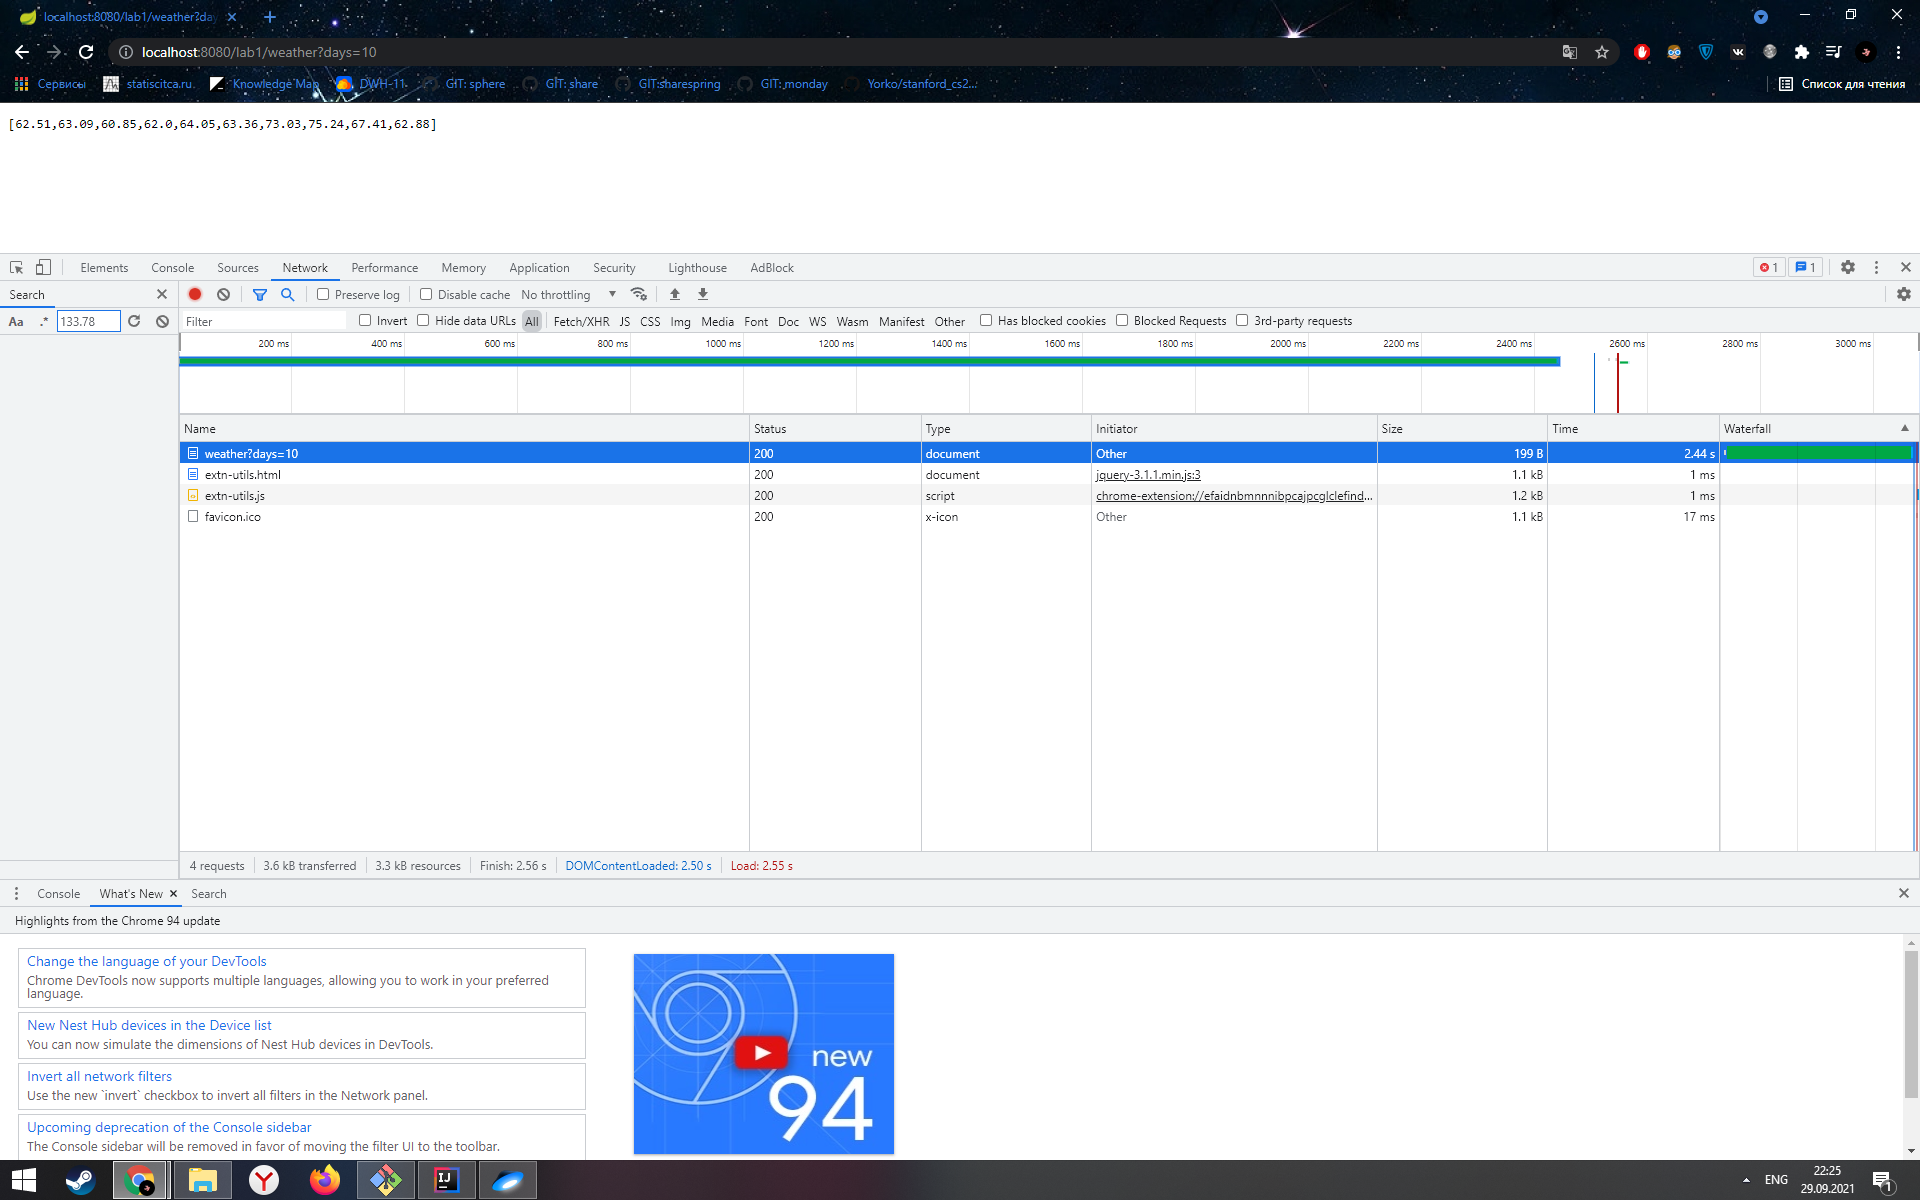 localhost:8080/lab1/weather?da
localhost:8080/lab1/weather?days=10
Сервисы statiscitca.ru. Knowledge Map DWH-11 GIT: sphere GIT: share GIT:sharespring GIT: monday Yorko/stanford_cs2... Список для чтения
[62.51,63.09,60.85,62.0,64.05,63.36,73.03,75.24,67.41,62.88]
Elements Console Sources Network Performance Memory Application Security Lighthouse AdBlock 1 1
Search Preserve log Disable cache No throttling
Aa .* 133.78 Filter Invert Hide data URLs All Fetch/XHR JS CSS Img Media Font Doc WS Wasm Manifest Other Has blocked cookies Blocked Requests 3rd-party requests
200 ms 400 ms 600 ms 800 ms 1000 ms 1200 ms 1400 ms 1600 ms 1800 ms 2000 ms 2200 ms 2400 ms 2600 ms 2800 ms 3000 ms
Name Status Type Initiator Size Time Waterfall
weather?days=10 200 document Other 199 B 2.44 s
extn-utils.html 200 document jquery-3.1.1.min.js:3 1.1 kB 1 ms
extn-utils.js 200 script chrome-extension://efaidnbmnnnibpcajpcglclefind... 1.2 kB 1 ms
favicon.ico 200 x-icon Other 1.1 kB 17 ms
4 requests 3.6 kB transferred 3.3 kB resources Finish: 2.56 s DOMContentLoaded: 2.50 s Load: 2.55 s
Console What's New Search
Highlights from the Chrome 94 update
Change the language of your DevTools
Chrome DevTools now supports multiple languages, allowing you to work in your preferred
language.
New Nest Hub devices in the Device list
You can now simulate the dimensions of Nest Hub devices in DevTools.
Invert all network filters
Use the new `invert` checkbox to invert all filters in the Network panel.
Upcoming deprecation of the Console sidebar
The Console sidebar will be removed in favor of moving the filter UI to the toolbar.
new
94
ENG
22:25
29.09.2021
1